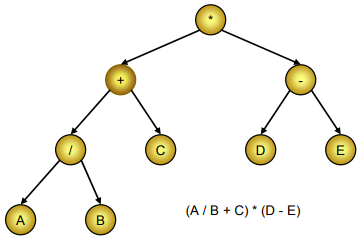 *
+ -
/ C D E
A B
(A / B + C) * (D - E)